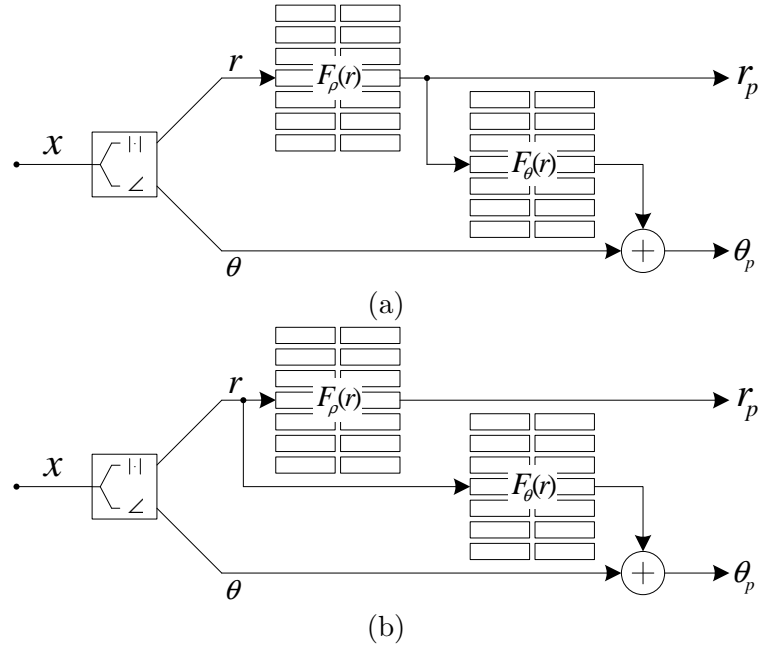 r
F_ρ(r)
r_p
x
|·|
∠
F_θ(r)
θ
+
θ_p
(a)
r
F_ρ(r)
r_p
x
|·|
∠
F_θ(r)
θ
+
θ_p
(b)